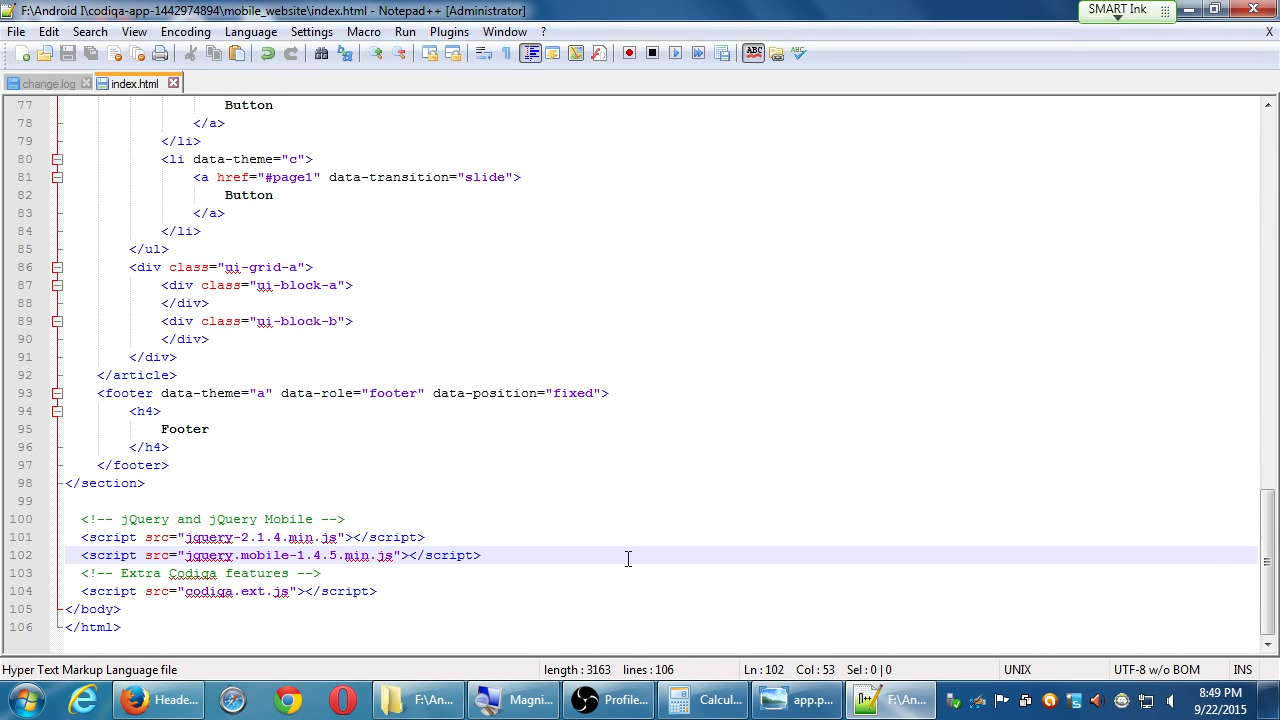 F:\Android I\codiqa-app-1442974894\mobile_website\index.html - Notepad++ [Administrator]
SMART Ink
File Edit Search View Encoding Language Settings Macro Run Plugins Window ? X
ABC ABC
change.log index.html
77 Button
78 </a>
79 </li>
80 <li data-theme="c">
81 <a href="#page1" data-transition="slide">
82 Button
83 </a>
84 </li>
85 </ul>
86 <div class="ui-grid-a">
87 <div class="ui-block-a">
88 </div>
89 <div class="ui-block-b">
90 </div>
91 </div>
92 </article>
93 <footer data-theme="a" data-role="footer" data-position="fixed">
94 <h4>
95 Footer
96 </h4>
97 </footer>
98 </section>
99
100 <!-- jQuery and jQuery Mobile -->
101 <script src="jquery-2.1.4.min.js"></script>
102 <script src="jquery.mobile-1.4.5.min.js"></script>
103 <!-- Extra Codiqa features -->
104 <script src="codiqa.ext.js"></script>
105 </body>
106 </html>
Hyper Text Markup Language file length : 3163 lines : 106 Ln : 102 Col : 53 Sel : 0 | 0 UNIX UTF-8 w/o BOM INS
Heade... F:\An... Magni... Profile... Calcul... app.p... F:\An... 8:49 PM
9/22/2015